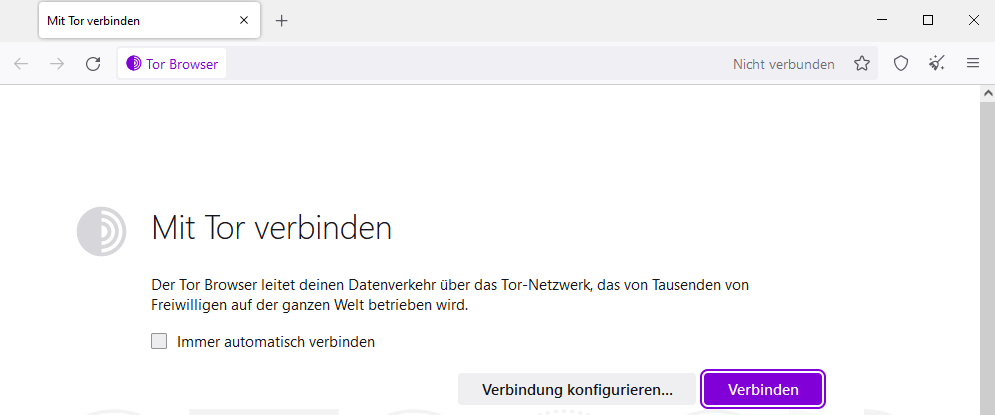 Mit Tor verbinden
Tor Browser
Nicht verbunden
Mit Tor verbinden
Der Tor Browser leitet deinen Datenverkehr über das Tor-Netzwerk, das von Tausenden von
Freiwilligen auf der ganzen Welt betrieben wird.
Immer automatisch verbinden
Verbindung konfigurieren...
Verbinden